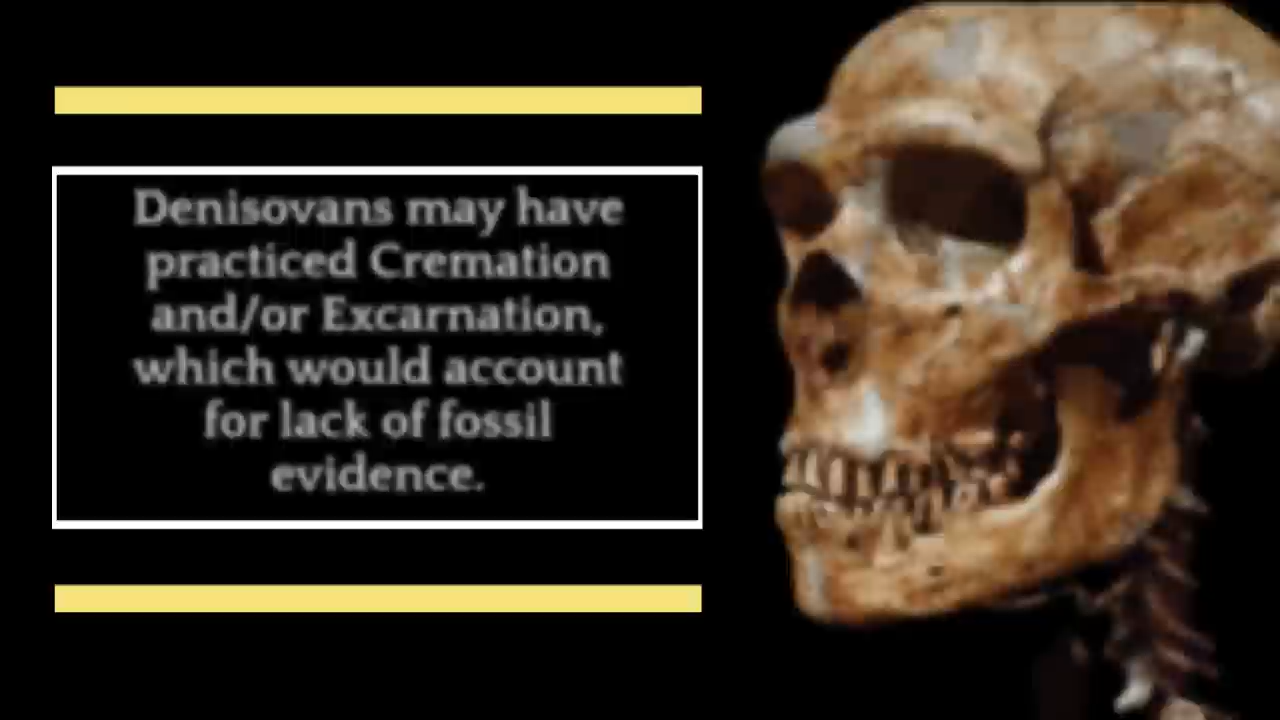 Denisovans may have
practiced Cremation
and/or Excarnation,
which would account
for lack of fossil
evidence.